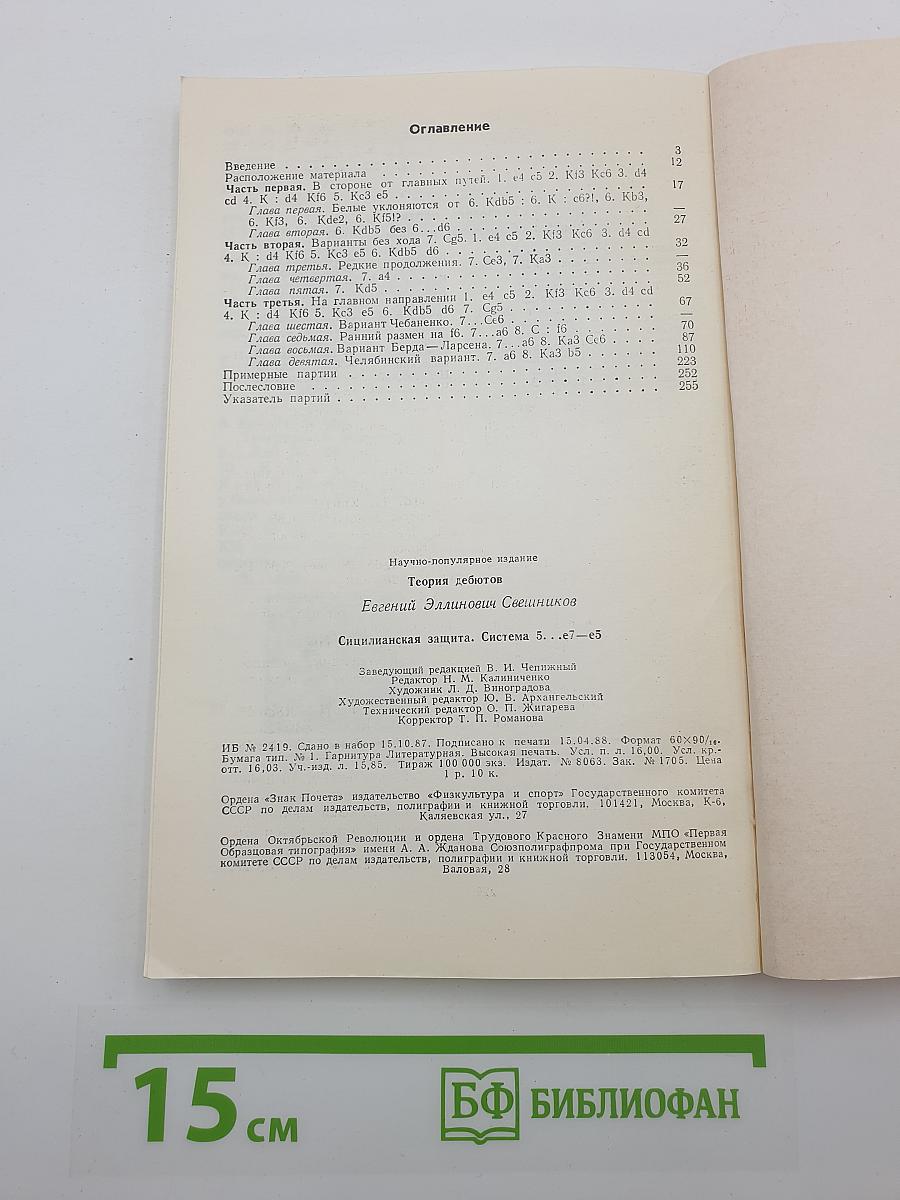 Оглавление
Введение . . . . . . . . . . 3
Расположение материала . . . . . . . . . . 12
Часть первая. В стороне от главных путей. 1. e4 c5 2. Kf3 Kc6 3. d4
cd 4. K : d4 Kf6 5. Kc3 e5 . . . . . . . . . . 17
Глава первая. Белые уклоняются от 6. Kdb5 : 6. K : c6?!, 6. Kb3,
6. Kf3, 6. Kde2, 6. Kf5!? . . . . . . . . . . —
Глава вторая. 6. Kdb5 без 6...d6 . . . . . . . . . . 27
Часть вторая. Варианты без хода 7. Cg5. 1. e4 c5 2. Kf3 Kc6 3. d4 cd
4. K : d4 Kf6 5. Kc3 e5 6. Kdb5 d6 . . . . . . . . . . 32
Глава третья. Редкие продолжения. 7. Ce3, 7. Ka3 . . . . . . . . . . —
Глава четвертая. 7. a4 . . . . . . . . . . 36
Глава пятая. 7. Kd5 . . . . . . . . . . 52
Часть третья. На главном направлении 1. e4 c5 2. Kf3 Kc6 3. d4 cd
4. K : d4 Kf6 5. Kc3 e5 6. Kdb5 d6 7. Cg5 . . . . . . . . . . 67
Глава шестая. Вариант Чебаненко. 7...Ce6 . . . . . . . . . . —
Глава седьмая. Ранний размен на f6. 7...a6 8. C : f6 . . . . . . . 70
Глава восьмая. Вариант Берда—Ларсена. 7...a6 8. Ka3 Ce6 . . . . 87
Глава девятая. Челябинский вариант. 7. a6 8. Ka3 b5 . . . . . . 110
Примерные партии . . . . . . . . . . 223
Послесловие . . . . . . . . . . 252
Указатель партий . . . . . . . . . . 255
Научно-популярное издание
Теория дебютов
Евгений Эллинович Свешников
Сицилианская защита. Система 5...e7—e5
Заведующий редакцией В. И. Чепижный
Редактор Н. М. Калиниченко
Художник Л. Д. Виноградова
Художественный редактор Ю. В. Архангельский
Технический редактор О. П. Жигарева
Корректор Т. П. Романова
ИБ № 2419. Сдано в набор 15.10.87. Подписано к печати 15.04.88. Формат 60×90/16.
Бумага тип. № 1. Гарнитура Литературная. Высокая печать. Усл. п. л. 16,00. Усл. кр.-
отт. 16,03. Уч.-изд. л. 15,85. Тираж 100 000 экз. Издат. № 8063. Зак. № 1705. Цена
1 р. 10 к.
Ордена «Знак Почета» издательство «Физкультура и спорт» Государственного комитета
СССР по делам издательств, полиграфии и книжной торговли. 101421, Москва, К-6,
Каляевская ул., 27
Ордена Октябрьской Революции и ордена Трудового Красного Знамени МПО «Первая
Образцовая типография» имени А. А. Жданова Союзполиграфпрома при Государственном
комитете СССР по делам издательств, полиграфии и книжной торговли. 113054, Москва,
Валовая, 28
15 см
БФ БИБЛИОФАН